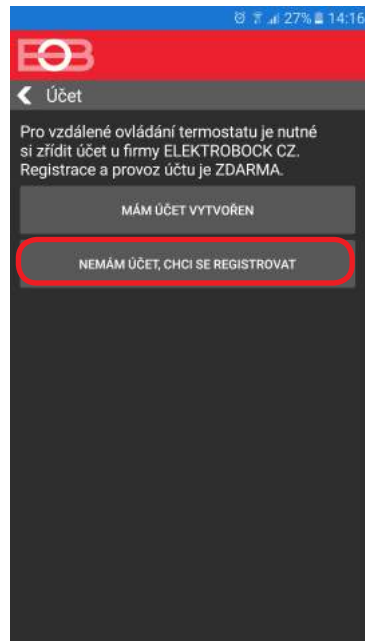 27% 14:16
EOB
Účet
Pro vzdálené ovládání termostatu je nutné
si zřídit účet u firmy ELEKTROBOCK CZ.
Registrace a provoz účtu je ZDARMA.
MÁM ÚČET VYTVOŘEN
NEMÁM ÚČET, CHCI SE REGISTROVAT